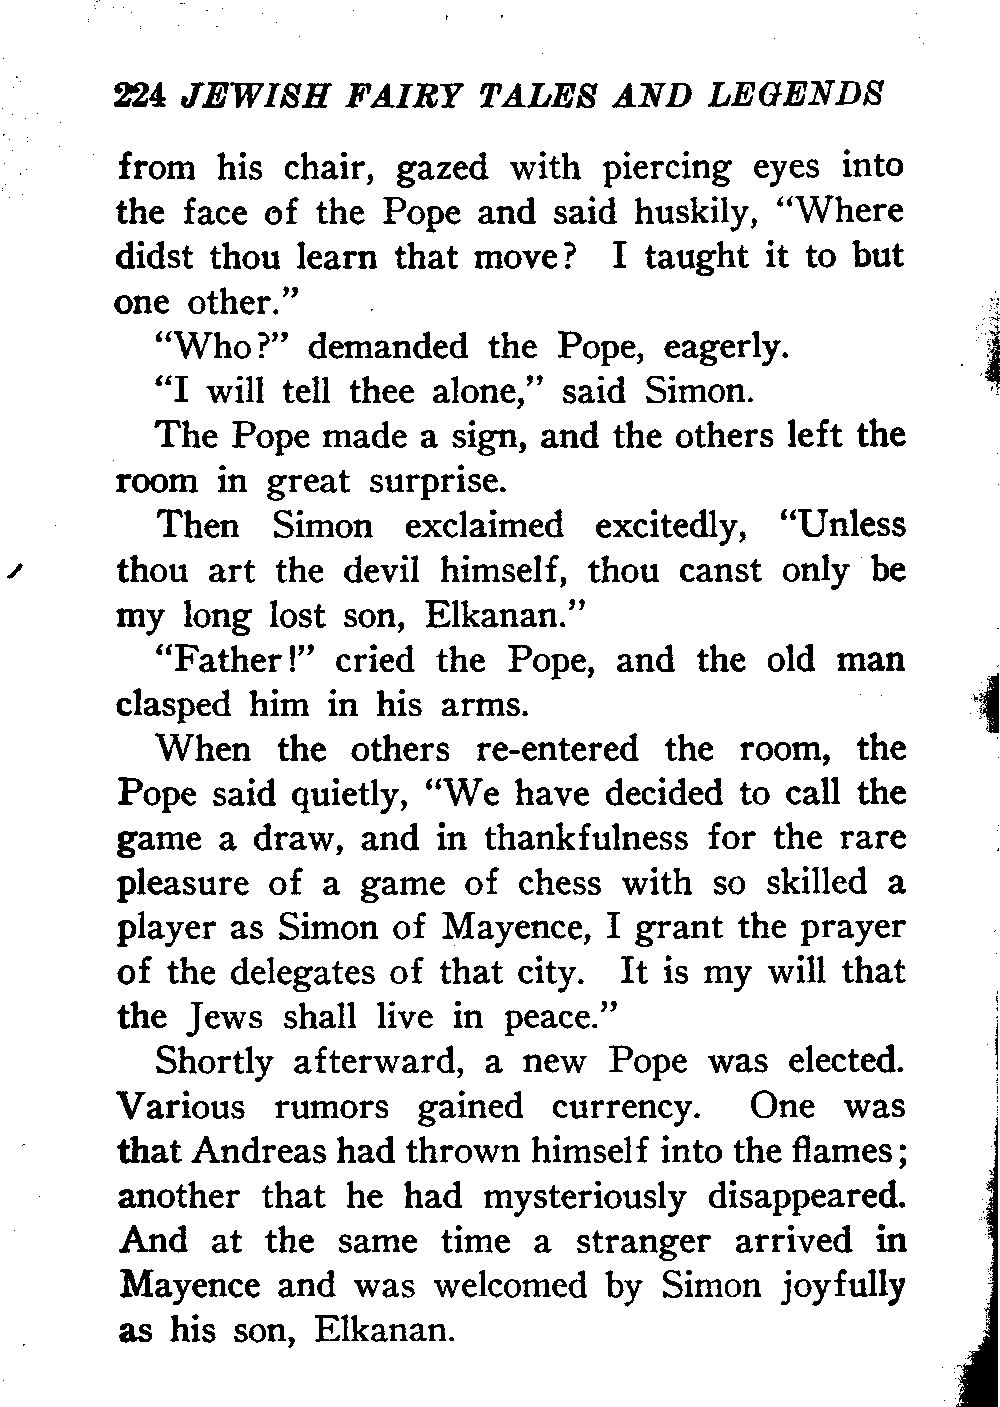 224 JEWISH FAIRY TALES AND LEGENDS
from his chair, gazed with piercing eyes into
the face of the Pope and said huskily, “Where
didst thou learn that move? I taught it to but
one other.”
“Who?” demanded the Pope, eagerly.
“I will tell thee alone,” said Simon.
The Pope made a sign, and the others left the
room in great surprise.
Then Simon exclaimed excitedly, “Unless
thou art the devil himself, thou canst only be
my long lost son, Elkanan.”
“Father!” cried the Pope, and the old man
clasped him in his arms.
When the others re-entered the room, the
Pope said quietly, “We have decided to call the
game a draw, and in thankfulness for the rare
pleasure of a game of chess with so skilled a
player as Simon of Mayence, I grant the prayer
of the delegates of that city. It is my will that
the Jews shall live in peace.”
Shortly afterward, a new Pope was elected.
Various rumors gained currency. One was
that Andreas had thrown himself into the flames;
another that he had mysteriously disappeared.
And at the same time a stranger arrived in
Mayence and was welcomed by Simon joyfully
as his son, Elkanan.